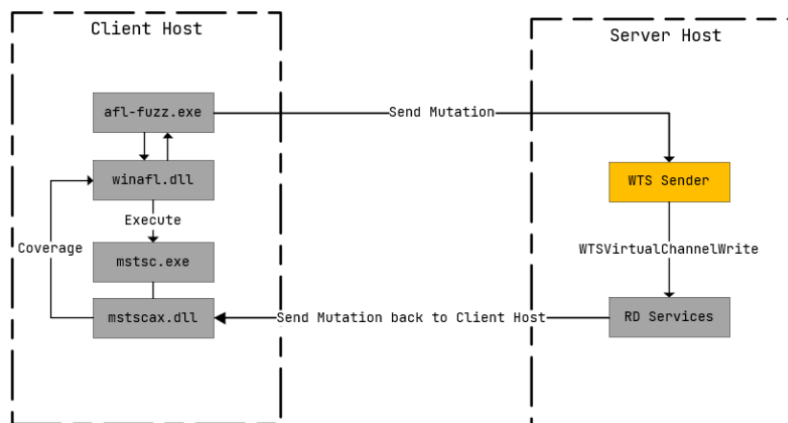 Client Host
Server Host
afl-fuzz.exe
Send Mutation
winafl.dll
WTS Sender
Execute
Coverage
WTSVirtualChannelWrite
mstsc.exe
mstscax.dll
Send Mutation back to Client Host
RD Services